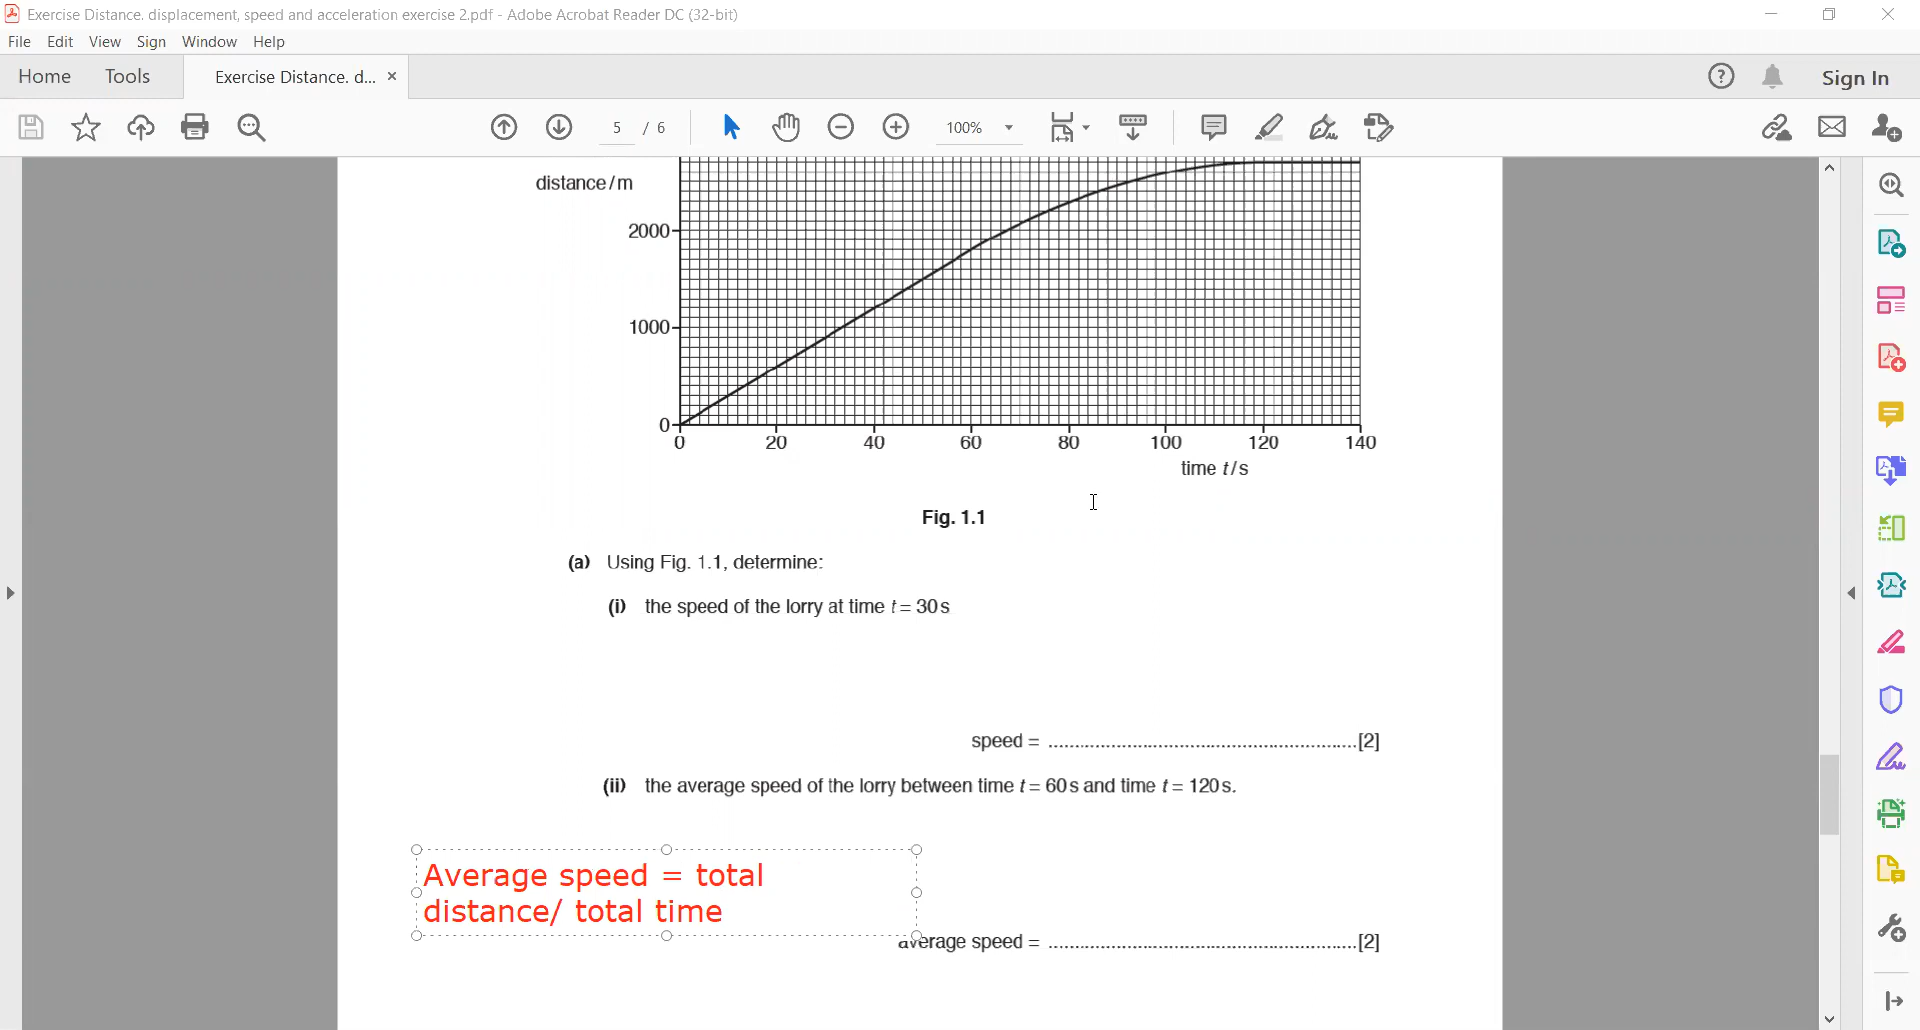 Exercise Distance. displacement, speed and acceleration exercise 2.pdf - Adobe Acrobat Reader DC (32-bit)
File Edit View Sign Window Help
Home Tools Exercise Distance. d... × Sign In
5 / 6 100%
distance/m
2000
1000
0
0 20 40 60 80 100 120 140
time t/s
Fig. 1.1
(a) Using Fig. 1.1, determine:
(i) the speed of the lorry at time t = 30s
speed = ........................................................[2]
(ii) the average speed of the lorry between time t = 60s and time t = 120s.
Average speed = total
distance/ total time
average speed = ........................................................[2]